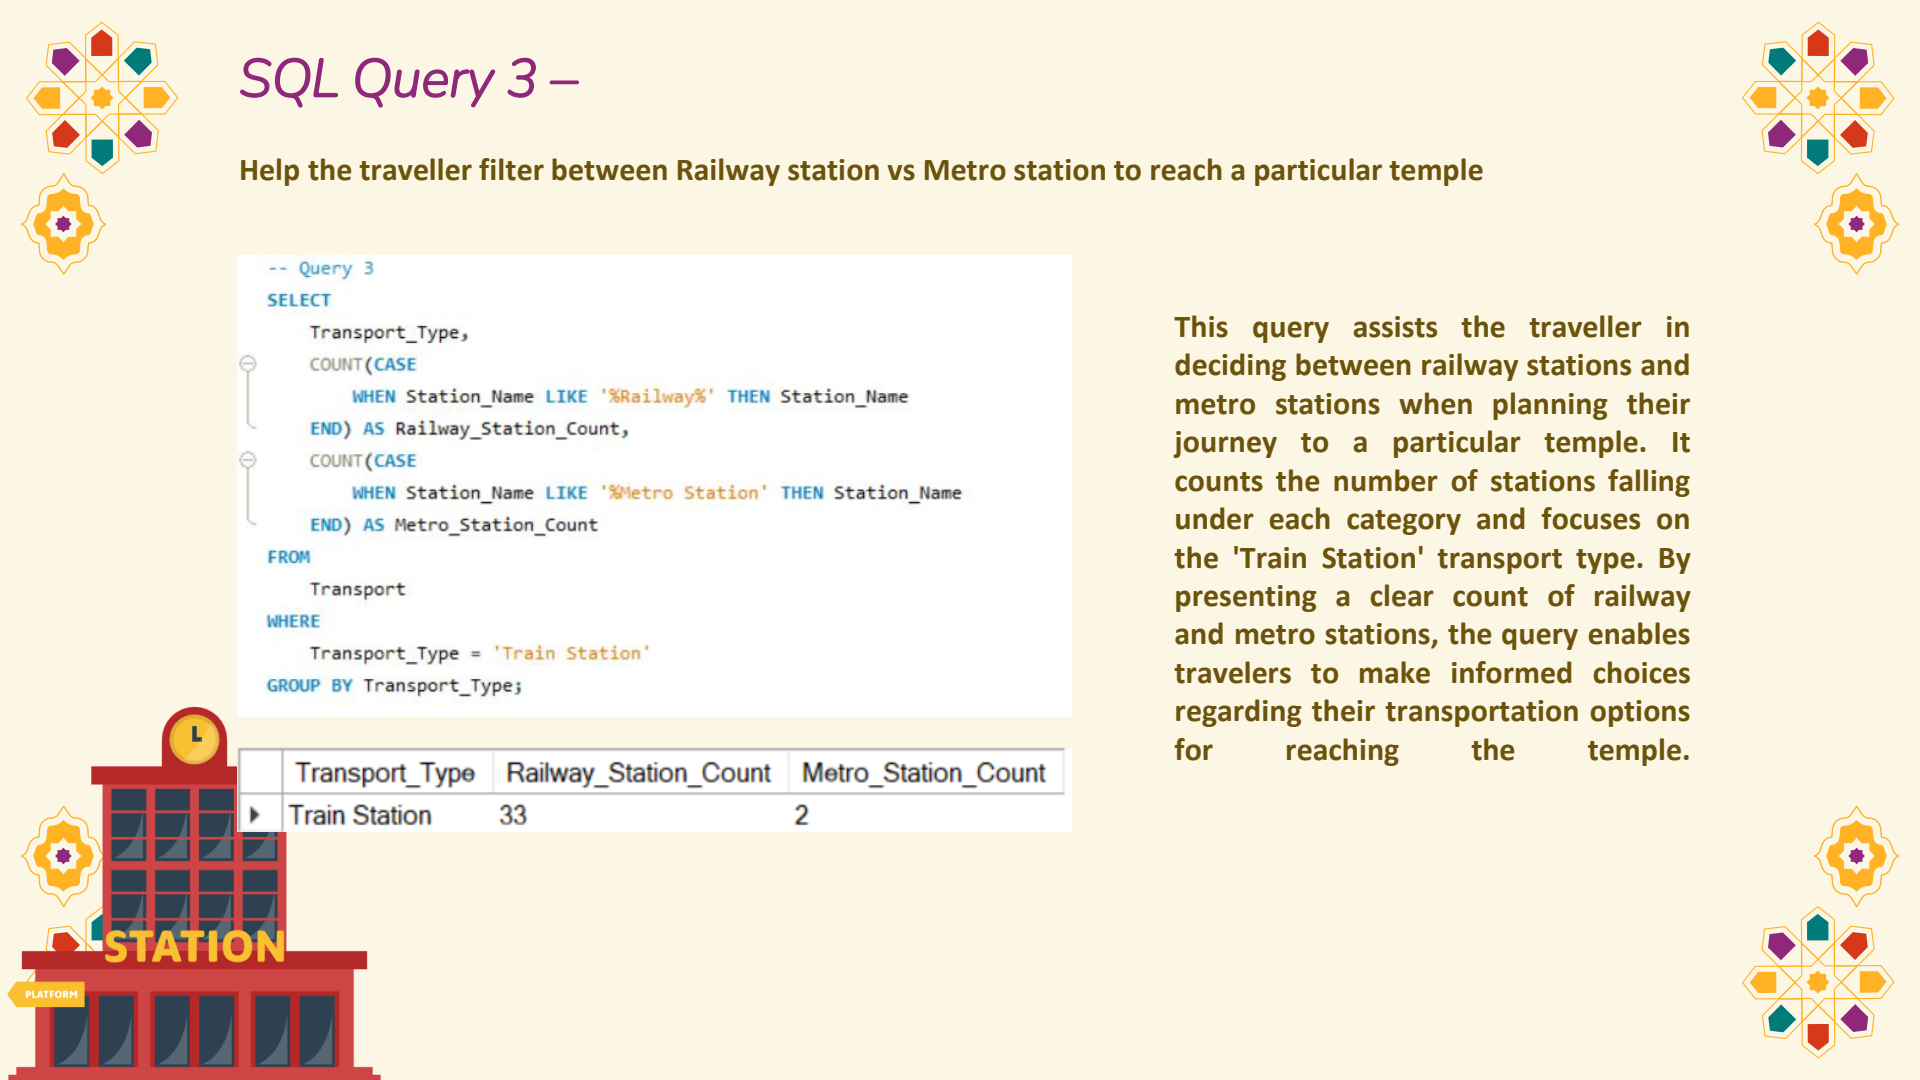 SQL Query 3 –
Help the traveller filter between Railway station vs Metro station to reach a particular temple
-- Query 3
SELECT
Transport_Type,
COUNT(CASE
WHEN Station_Name LIKE '%Railway%' THEN Station_Name
END) AS Railway_Station_Count,
COUNT(CASE
WHEN Station_Name LIKE '%Metro Station' THEN Station_Name
END) AS Metro_Station_Count
FROM
Transport
WHERE
Transport_Type = 'Train Station'
GROUP BY Transport_Type;
Transport_Type Railway_Station_Count Metro_Station_Count
Train Station 33 2
This query assists the traveller in
deciding between railway stations and
metro stations when planning their
journey to a particular temple. It
counts the number of stations falling
under each category and focuses on
the 'Train Station' transport type. By
presenting a clear count of railway
and metro stations, the query enables
travelers to make informed choices
regarding their transportation options
for reaching the temple.
STATION
PLATFORM